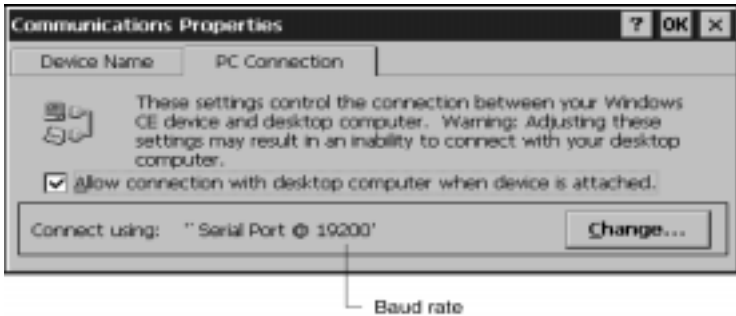 Communications Properties ? OK ×
Device Name PC Connection
These settings control the connection between your Windows
CE device and desktop computer. Warning: Adjusting these
settings may result in an inability to connect with your desktop
computer.
Allow connection with desktop computer when device is attached.
Connect using: `` Serial Port @ 19200' Change...
Baud rate